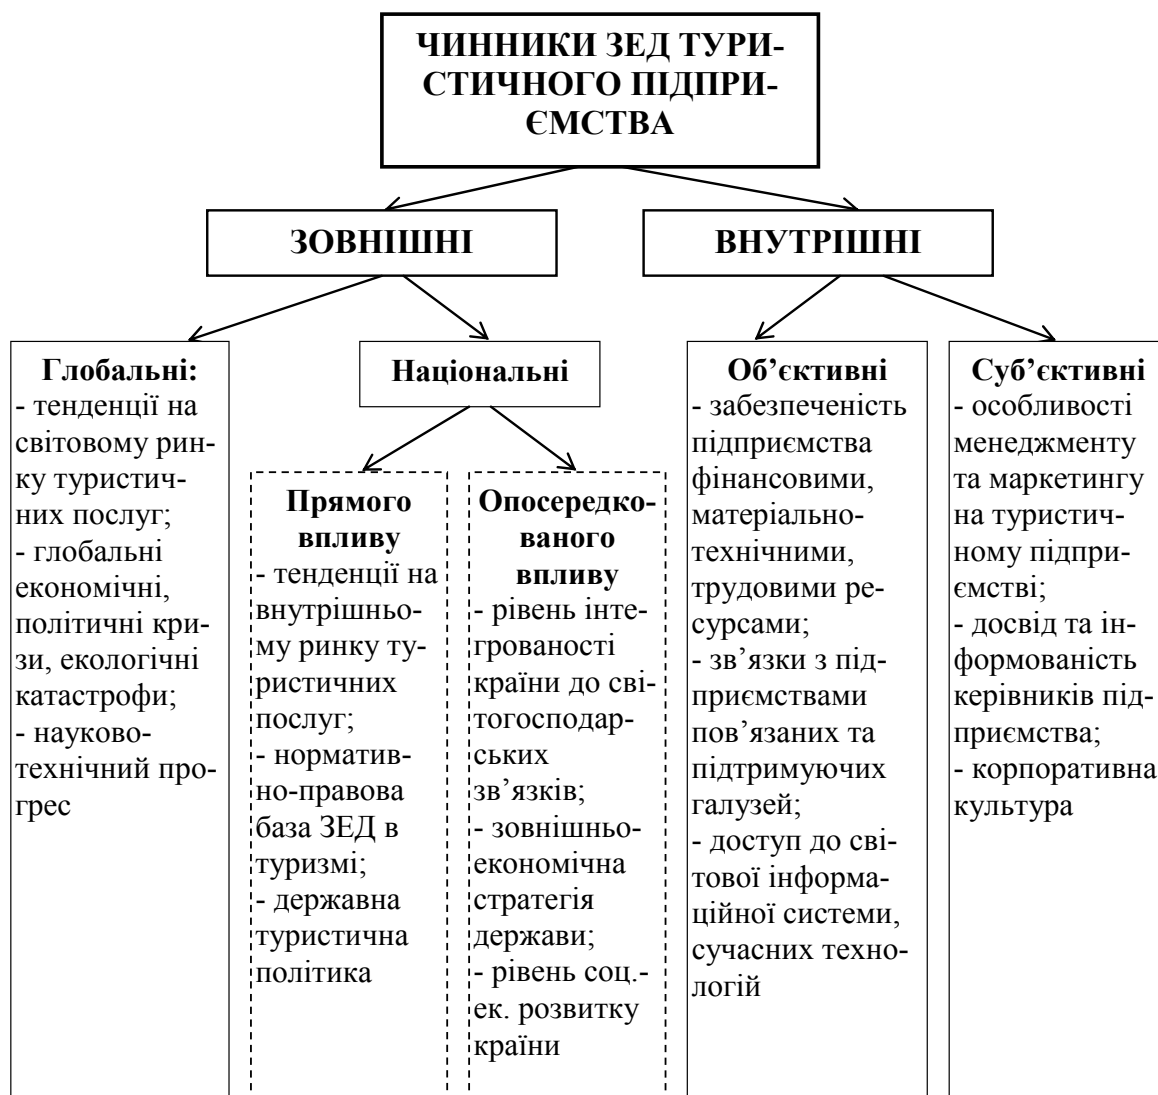 ЧИННИКИ ЗЕД ТУРИ-
СТИЧНОГО ПІДПРИ-
ЄМСТВА
ЗОВНІШНІ
ВНУТРІШНІ
Глобальні:
- тенденції на
світовому рин-
ку туристич-
них послуг;
- глобальні
економічні,
політичні кри-
зи, екологічні
катастрофи;
- науково-
технічний про-
грес
Національні
Прямого
впливу
- тенденції на
внутрішньо-
му ринку ту-
ристичних
послуг;
- норматив-
но-правова
база ЗЕД в
туризмі;
- державна
туристична
політика
Опосередко-
ваного
впливу
- рівень інте-
грованості
країни до сві-
тогосподар-
ських
зв’язків;
- зовнішньо-
економічна
стратегія
держави;
- рівень соц.-
ек. розвитку
країни
Об’єктивні
- забезпеченість
підприємства
фінансовими,
матеріально-
технічними,
трудовими ре-
сурсами;
- зв’язки з під-
приємствами
пов’язаних та
підтримуючих
галузей;
- доступ до сві-
тової інформа-
ційної системи,
сучасних техно-
логій
Суб’єктивні
- особливості
менеджменту
та маркетингу
на туристич-
ному підпри-
ємстві;
- досвід та ін-
формованість
керівників під-
приємства;
- корпоративна
культура